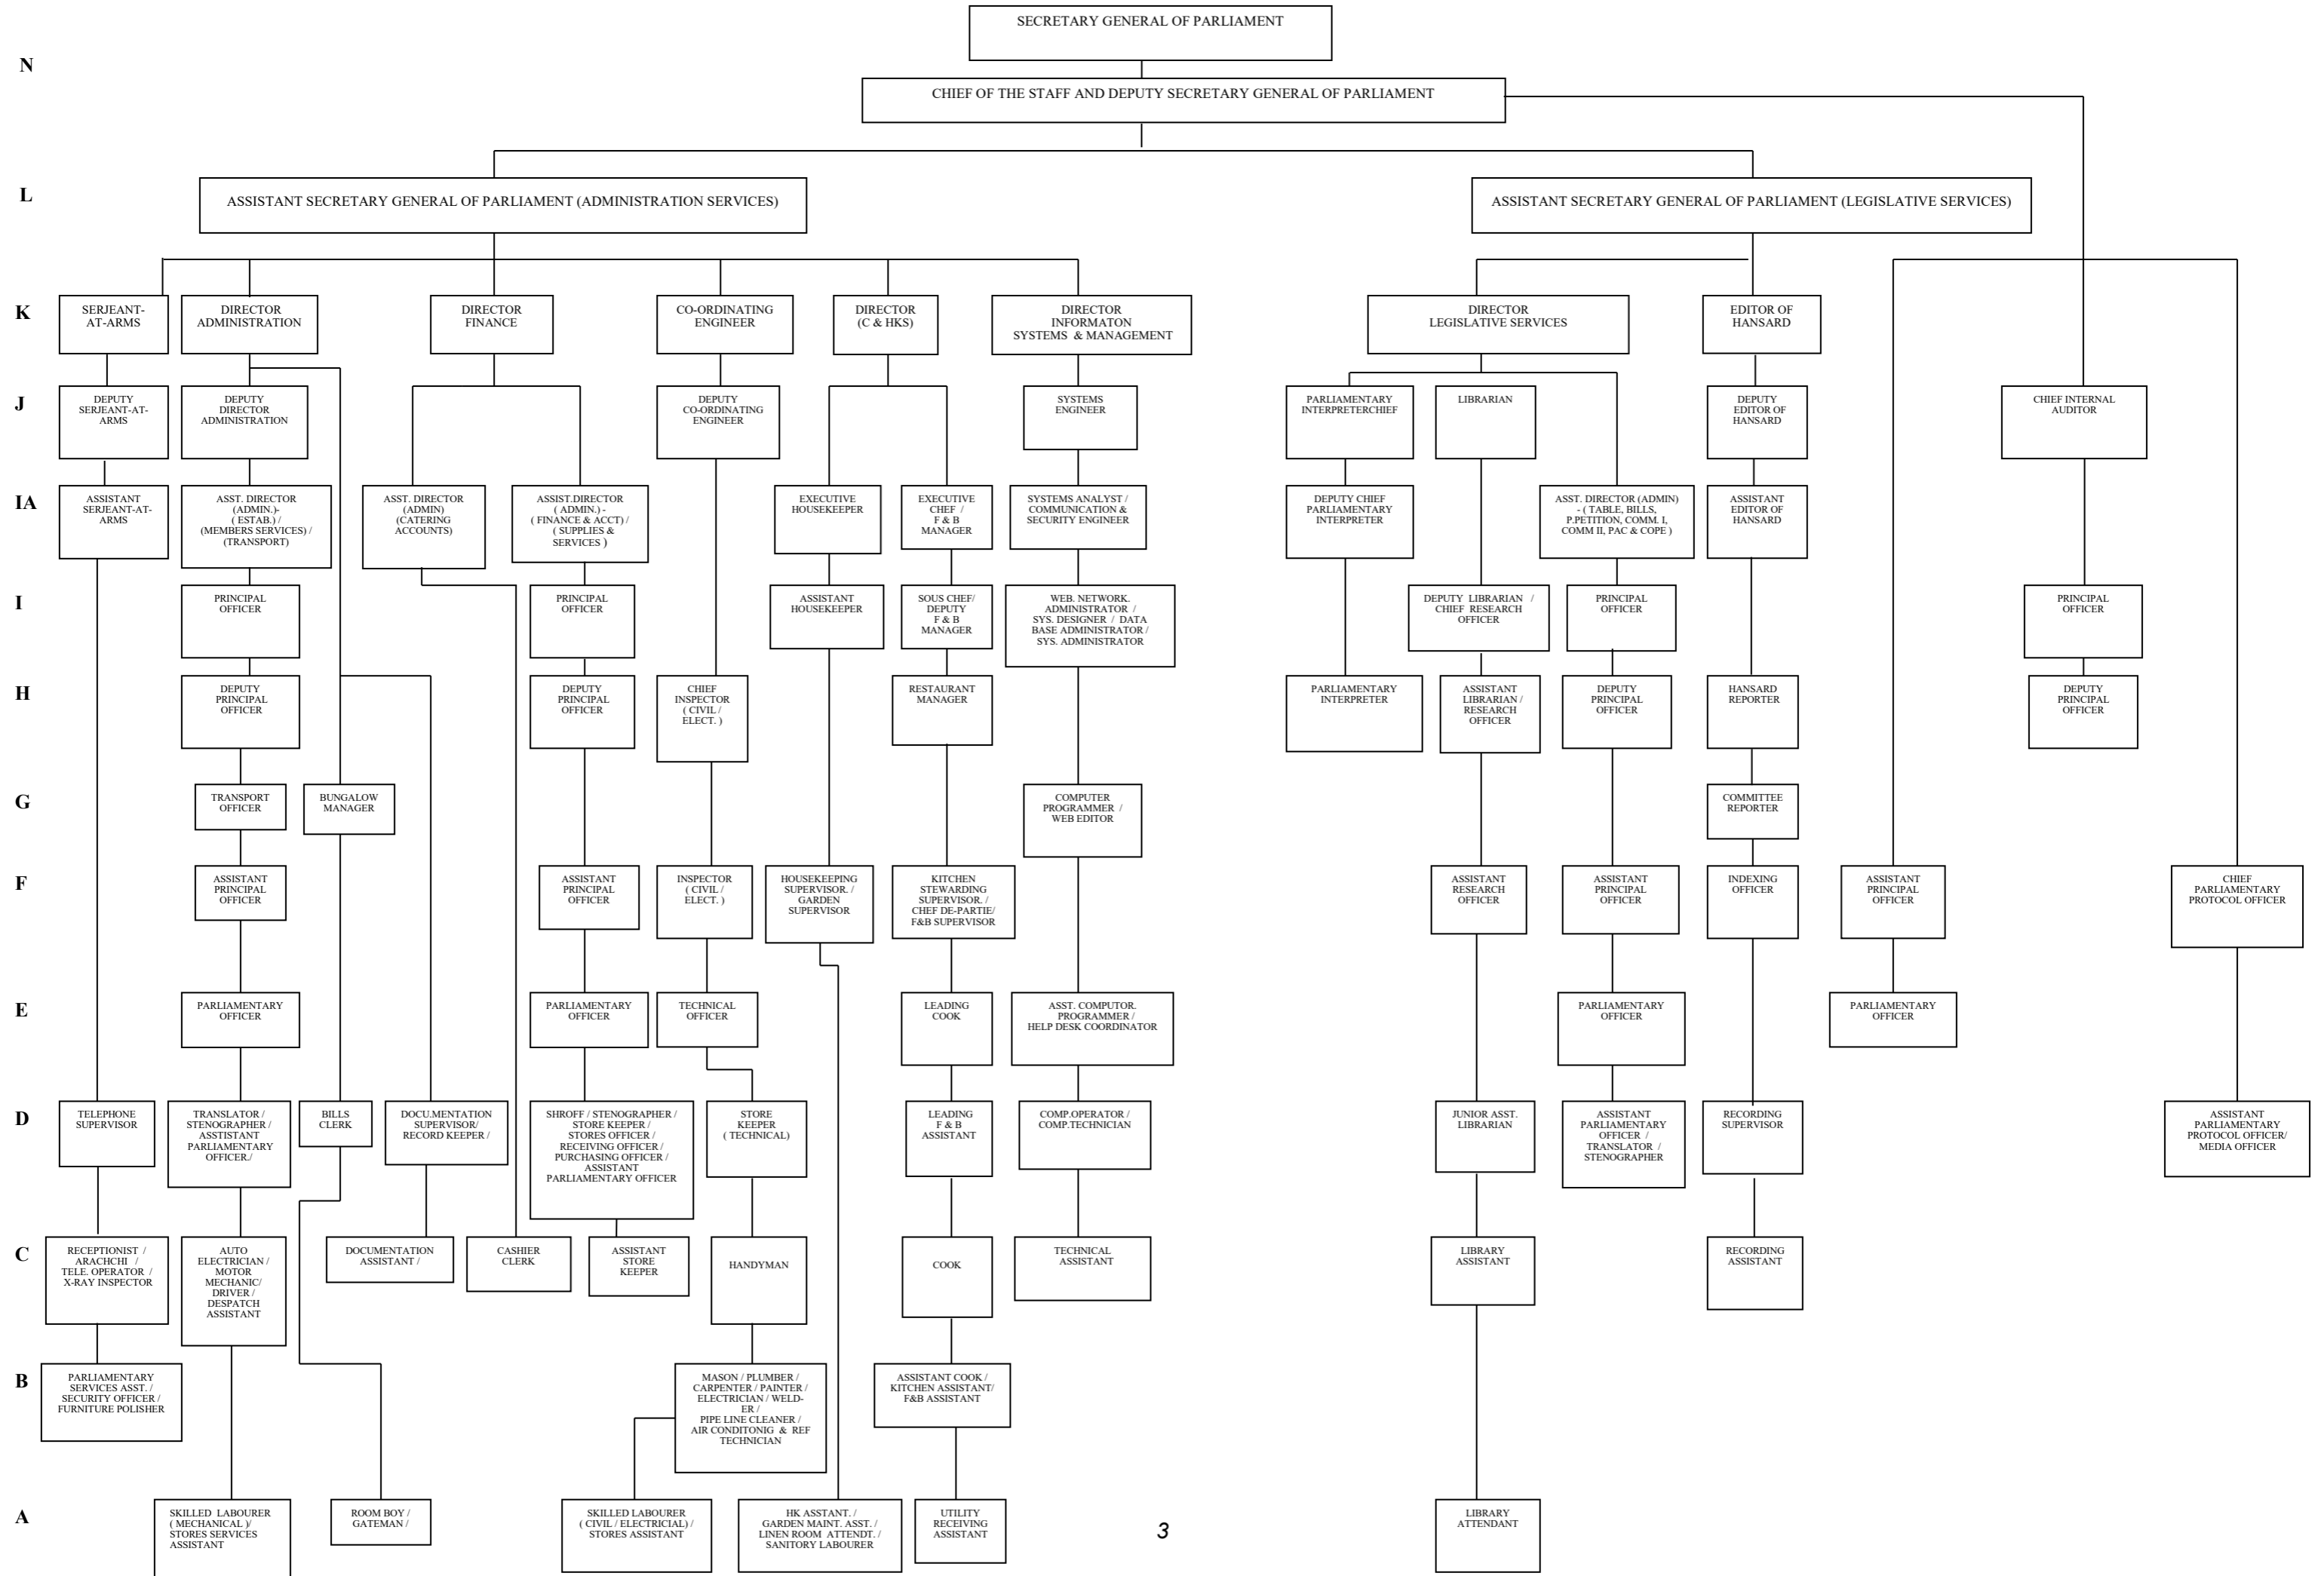 SECRETARY GENERAL OF PARLIAMENT
N
CHIEF OF THE STAFF AND DEPUTY SECRETARY GENERAL OF PARLIAMENT
L
ASSISTANT SECRETARY GENERAL OF PARLIAMENT (ADMINISTRATION SERVICES)
ASSISTANT SECRETARY GENERAL OF PARLIAMENT (LEGISLATIVE SERVICES)
K
SERJEANT-
AT-ARMS
DIRECTOR
ADMINISTRATION
DIRECTOR
FINANCE
CO-ORDINATING
ENGINEER
DIRECTOR
(C & HKS)
DIRECTOR
INFORMATON
SYSTEMS & MANAGEMENT
DIRECTOR
LEGISLATIVE SERVICES
EDITOR OF
HANSARD
J
DEPUTY
SERJEANT-AT-
ARMS
DEPUTY
DIRECTOR
ADMINISTRATION
DEPUTY
CO-ORDINATING
ENGINEER
SYSTEMS
ENGINEER
PARLIAMENTARY
INTERPRETERCHIEF
LIBRARIAN
DEPUTY
EDITOR OF
HANSARD
CHIEF INTERNAL
AUDITOR
IA
ASSISTANT
SERJEANT-AT-
ARMS
ASST. DIRECTOR
(ADMIN.)-
( ESTAB.) /
(MEMBERS SERVICES) /
(TRANSPORT)
ASST. DIRECTOR
(ADMIN)
(CATERING
ACCOUNTS)
ASSIST.DIRECTOR
( ADMIN.) -
( FINANCE & ACCT) /
( SUPPLIES &
SERVICES )
EXECUTIVE
HOUSEKEEPER
EXECUTIVE
CHEF /
F & B
MANAGER
SYSTEMS ANALYST /
COMMUNICATION &
SECURITY ENGINEER
DEPUTY CHIEF
PARLIAMENTARY
INTERPRETER
ASST. DIRECTOR (ADMIN)
- ( TABLE, BILLS,
P.PETITION, COMM. I,
COMM II, PAC & COPE )
ASSISTANT
EDITOR OF
HANSARD
I
PRINCIPAL
OFFICER
PRINCIPAL
OFFICER
ASSISTANT
HOUSEKEEPER
SOUS CHEF/
DEPUTY
F & B
MANAGER
WEB. NETWORK.
ADMINISTRATOR /
SYS. DESIGNER / DATA
BASE ADMINISTRATOR /
SYS. ADMINISTRATOR
DEPUTY LIBRARIAN /
CHIEF RESEARCH
OFFICER
PRINCIPAL
OFFICER
PRINCIPAL
OFFICER
H
DEPUTY
PRINCIPAL
OFFICER
DEPUTY
PRINCIPAL
OFFICER
CHIEF
INSPECTOR
( CIVIL /
ELECT. )
RESTAURANT
MANAGER
PARLIAMENTARY
INTERPRETER
ASSISTANT
LIBRARIAN /
RESEARCH
OFFICER
DEPUTY
PRINCIPAL
OFFICER
HANSARD
REPORTER
DEPUTY
PRINCIPAL
OFFICER
G
TRANSPORT
OFFICER
BUNGALOW
MANAGER
COMPUTER
PROGRAMMER /
WEB EDITOR
COMMITTEE
REPORTER
F
ASSISTANT
PRINCIPAL
OFFICER
ASSISTANT
PRINCIPAL
OFFICER
INSPECTOR
( CIVIL /
ELECT. )
HOUSEKEEPING
SUPERVISOR. /
GARDEN
SUPERVISOR
KITCHEN
STEWARDING
SUPERVISOR. /
CHEF DE-PARTIE/
F&B SUPERVISOR
ASSISTANT
RESEARCH
OFFICER
ASSISTANT
PRINCIPAL
OFFICER
INDEXING
OFFICER
ASSISTANT
PRINCIPAL
OFFICER
CHIEF
PARLIAMENTARY
PROTOCOL OFFICER
E
PARLIAMENTARY
OFFICER
PARLIAMENTARY
OFFICER
TECHNICAL
OFFICER
LEADING
COOK
ASST. COMPUTOR.
PROGRAMMER /
HELP DESK COORDINATOR
PARLIAMENTARY
OFFICER
PARLIAMENTARY
OFFICER
D
TELEPHONE
SUPERVISOR
TRANSLATOR /
STENOGRAPHER /
ASSTISTANT
PARLIAMENTARY
OFFICER./
BILLS
CLERK
DOCU.MENTATION
SUPERVISOR/
RECORD KEEPER /
SHROFF / STENOGRAPHER /
STORE KEEPER /
STORES OFFICER /
RECEIVING OFFICER /
PURCHASING OFFICER /
ASSISTANT
PARLIAMENTARY OFFICER
STORE
KEEPER
( TECHNICAL)
LEADING
F & B
ASSISTANT
COMP.OPERATOR /
COMP.TECHNICIAN
JUNIOR ASST.
LIBRARIAN
ASSISTANT
PARLIAMENTARY
OFFICER /
TRANSLATOR /
STENOGRAPHER
RECORDING
SUPERVISOR
ASSISTANT
PARLIAMENTARY
PROTOCOL OFFICER/
MEDIA OFFICER
C
RECEPTIONIST /
ARACHCHI /
TELE. OPERATOR /
X-RAY INSPECTOR
AUTO
ELECTRICIAN /
MOTOR
MECHANIC/
DRIVER /
DESPATCH
ASSISTANT
DOCUMENTATION
ASSISTANT /
CASHIER
CLERK
ASSISTANT
STORE
KEEPER
HANDYMAN
COOK
TECHNICAL
ASSISTANT
LIBRARY
ASSISTANT
RECORDING
ASSISTANT
B
PARLIAMENTARY
SERVICES ASST. /
SECURITY OFFICER /
FURNITURE POLISHER
MASON / PLUMBER /
CARPENTER / PAINTER /
ELECTRICIAN / WELD-
ER /
PIPE LINE CLEANER /
AIR CONDITONIG & REF
TECHNICIAN
ASSISTANT COOK /
KITCHEN ASSISTANT/
F&B ASSISTANT
A
SKILLED LABOURER
( MECHANICAL )/
STORES SERVICES
ASSISTANT
ROOM BOY /
GATEMAN /
SKILLED LABOURER
( CIVIL / ELECTRICIAL) /
STORES ASSISTANT
HK ASSTANT. /
GARDEN MAINT. ASST. /
LINEN ROOM ATTENDT. /
SANITORY LABOURER
UTILITY
RECEIVING
ASSISTANT
LIBRARY
ATTENDANT
3